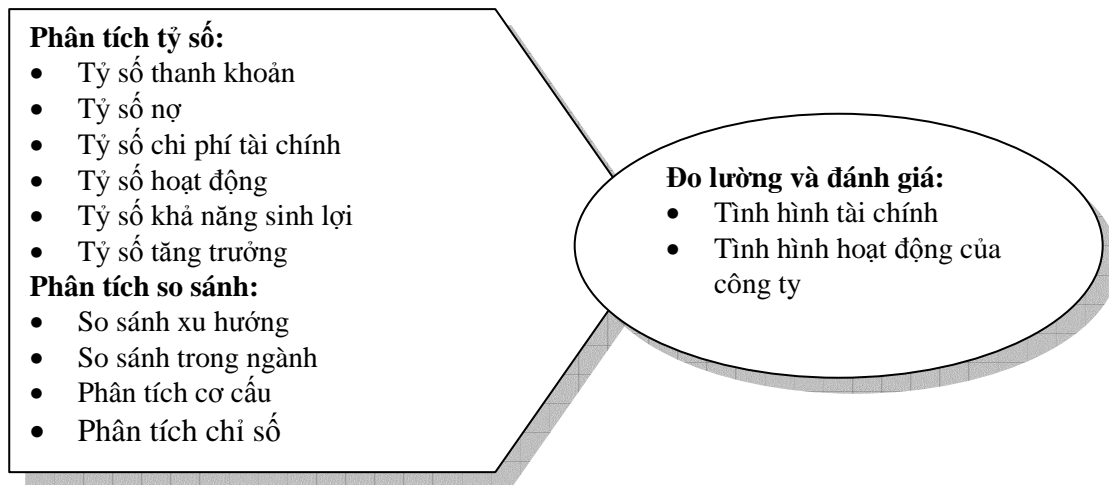 Phân tích tỷ số:
• Tỷ số thanh khoản
• Tỷ số nợ
• Tỷ số chi phí tài chính
• Tỷ số hoạt động
• Tỷ số khả năng sinh lợi
• Tỷ số tăng trưởng
Phân tích so sánh:
• So sánh xu hướng
• So sánh trong ngành
• Phân tích cơ cấu
• Phân tích chỉ số
Đo lường và đánh giá:
• Tình hình tài chính
• Tình hình hoạt động của
công ty